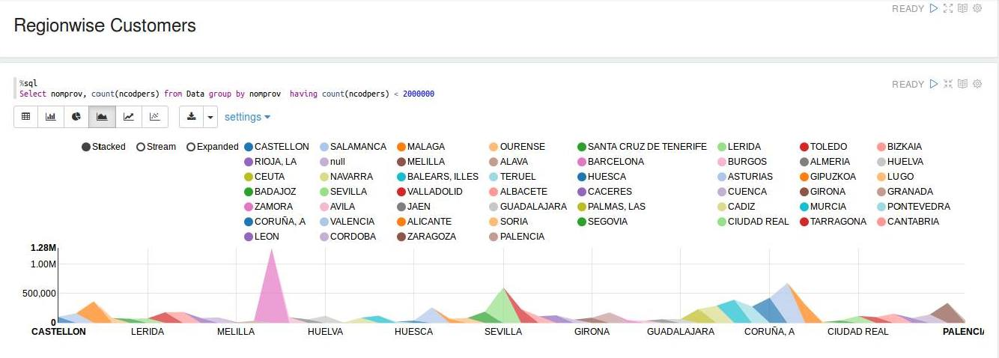 READY
Regionwise Customers
%sql
READY
Select nomprov, count(ncodpers) from Data group by nomprov having count(ncodpers) < 2000000
settings
Stacked Stream Expanded CASTELLON SALAMANCA MALAGA OURENSE SANTA CRUZ DE TENERIFE LERIDA TOLEDO BIZKAIA
RIOJA, LA null MELILLA ALAVA BARCELONA BURGOS ALMERIA HUELVA
CEUTA NAVARRA BALEARS, ILLES TERUEL HUESCA ASTURIAS GIPUZKOA LUGO
BADAJOZ SEVILLA VALLADOLID ALBACETE CACERES CUENCA GIRONA GRANADA
ZAMORA AVILA JAEN GUADALAJARA PALMAS, LAS CADIZ MURCIA PONTEVEDRA
CORUÑA, A VALENCIA ALICANTE SORIA SEGOVIA CIUDAD REAL TARRAGONA CANTABRIA
LEON CORDOBA ZARAGOZA PALENCIA
1.28M
1.00M
500,000
0
CASTELLON LERIDA MELILLA HUELVA HUESCA SEVILLA GIRONA GUADALAJARA CORUÑA, A CIUDAD REAL PALENCIA